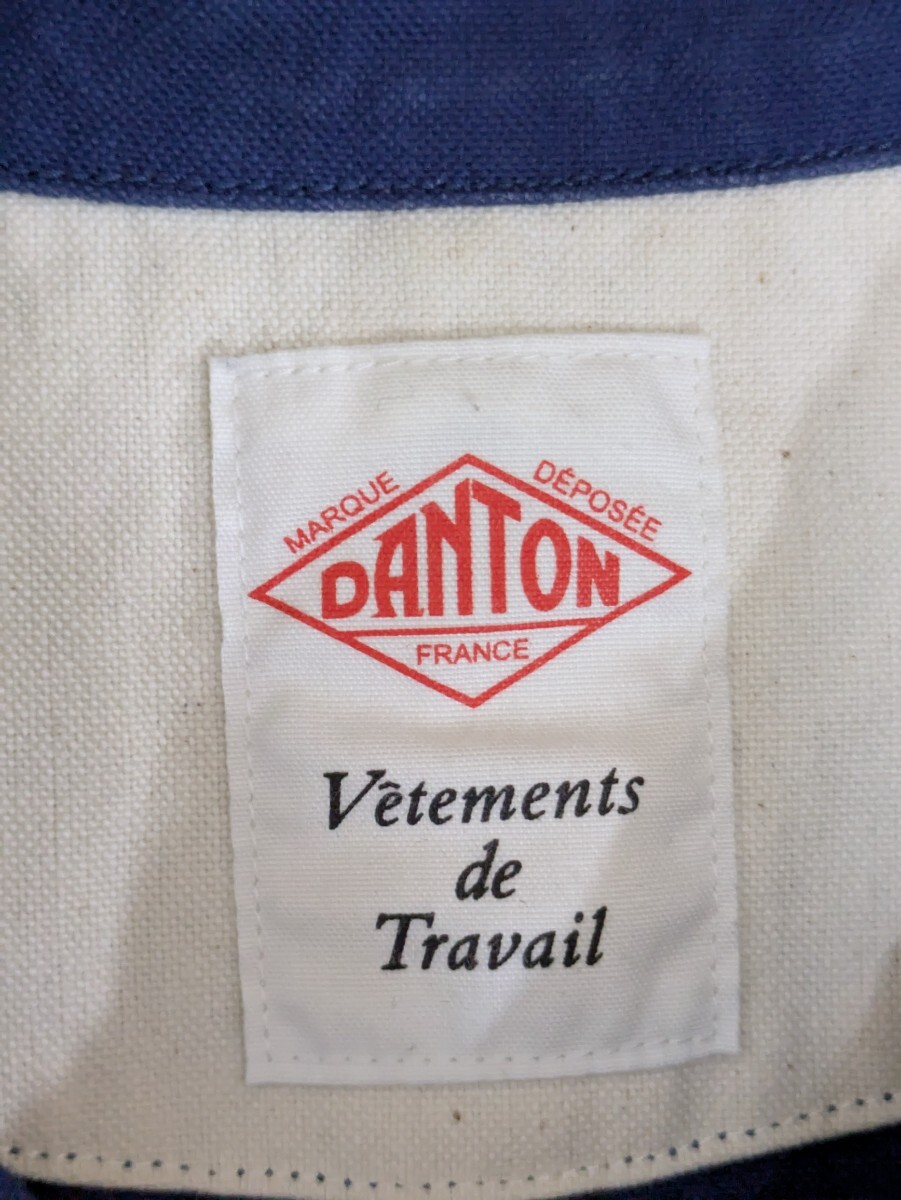 MARQUE DÉPOSÉE
DANTON
FRANCE
Vêtements
de
Travail